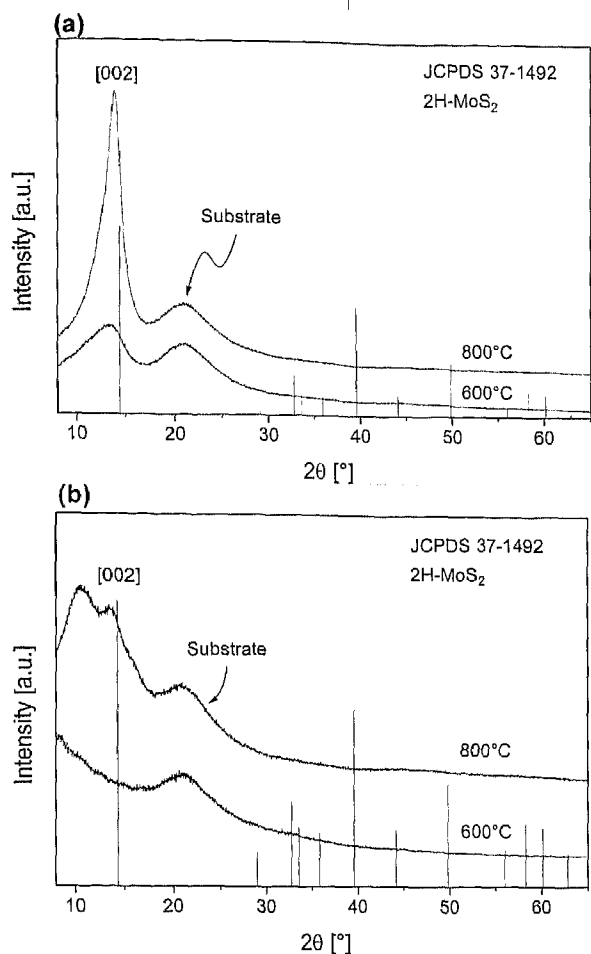 (a)
[002]
JCPDS 37-1492
2H-MoS₂
Substrate
800°C
600°C
Intensity [a.u.]
10 20 30 40 50 60
2θ [°]
(b)
[002]
JCPDS 37-1492
2H-MoS₂
Substrate
800°C
600°C
Intensity [a.u.]
10 20 30 40 50 60
2θ [°]